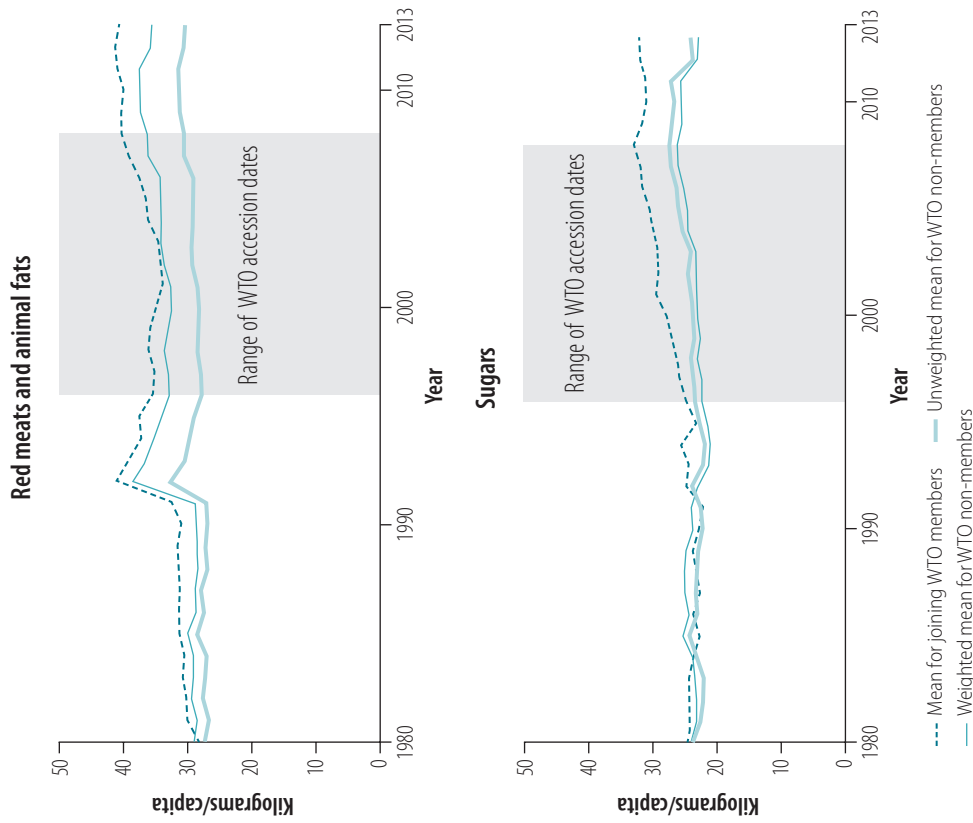 Red meats and animal fats
50
40
30
20
10
0
Kilograms/capita
Range of WTO accession dates
1980
1990
2000
2010
2013
Year
Sugars
50
40
30
20
10
0
Kilograms/capita
Range of WTO accession dates
1980
1990
2000
2010
2013
Year
Mean for joining WTO members
Unweighted mean for WTO non-members
Weighted mean for WTO non-members